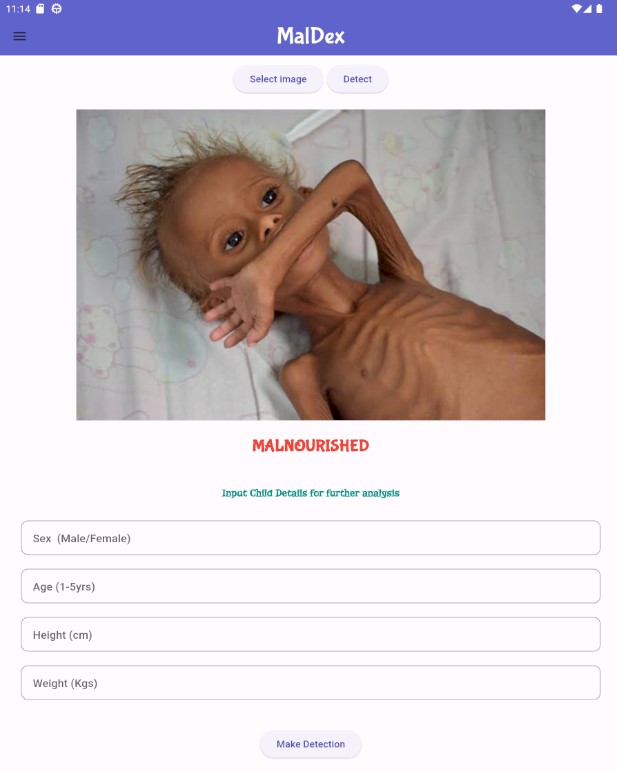 11:14
MalDex
Select image Detect
MALNOURISHED
Input Child Details for further analysis
Sex (Male/Female)
Age (1-5yrs)
Height (cm)
Weight (Kgs)
Make Detection